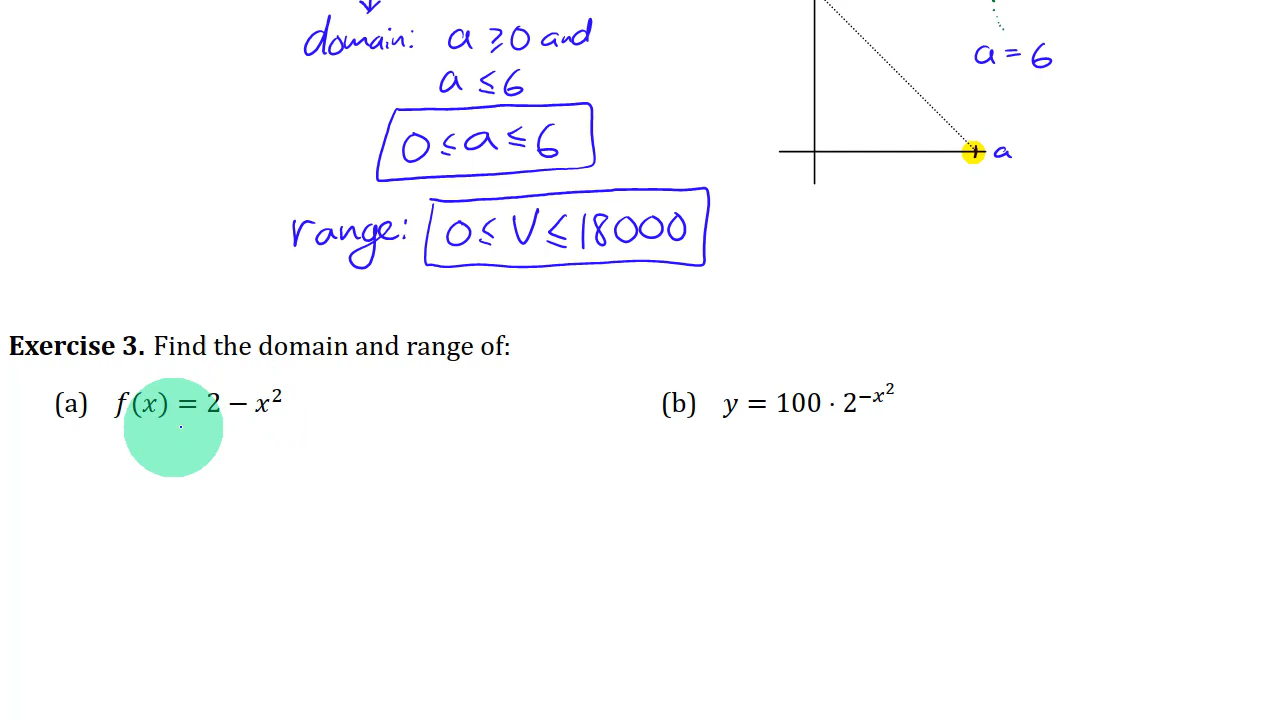 domain: a ≥ 0 and
a ≤ 6
0 ≤ a ≤ 6
range: 0 ≤ V ≤ 18000
a = 6
a
Exercise 3. Find the domain and range of:
(a) f(x) = 2 − x²
(b) y = 100 · 2^{−x²}